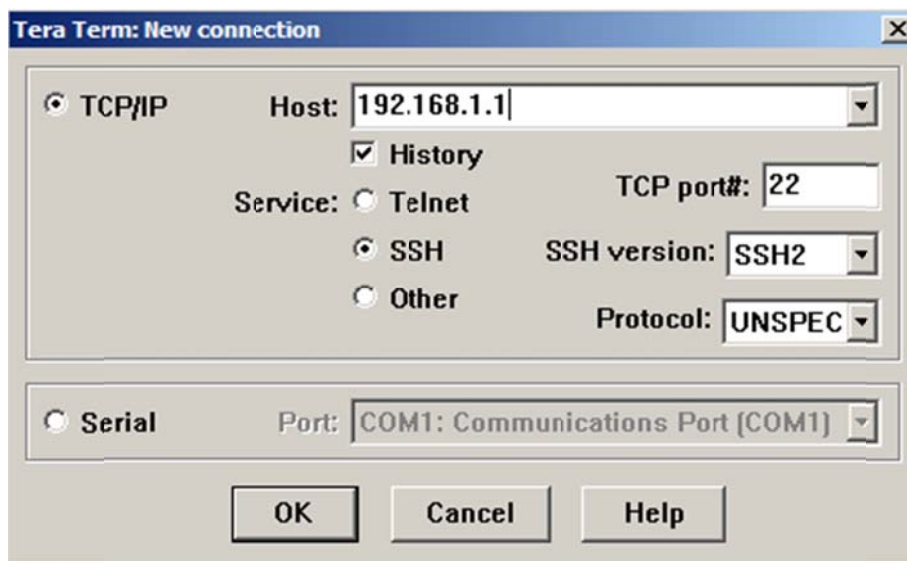 Tera Term: New connection
TCP/IP
Host: 192.168.1.1
History
Service: Telnet
TCP port#: 22
SSH
SSH version: SSH2
Other
Protocol: UNSPEC
Serial
Port: COM1: Communications Port (COM1)
OK
Cancel
Help